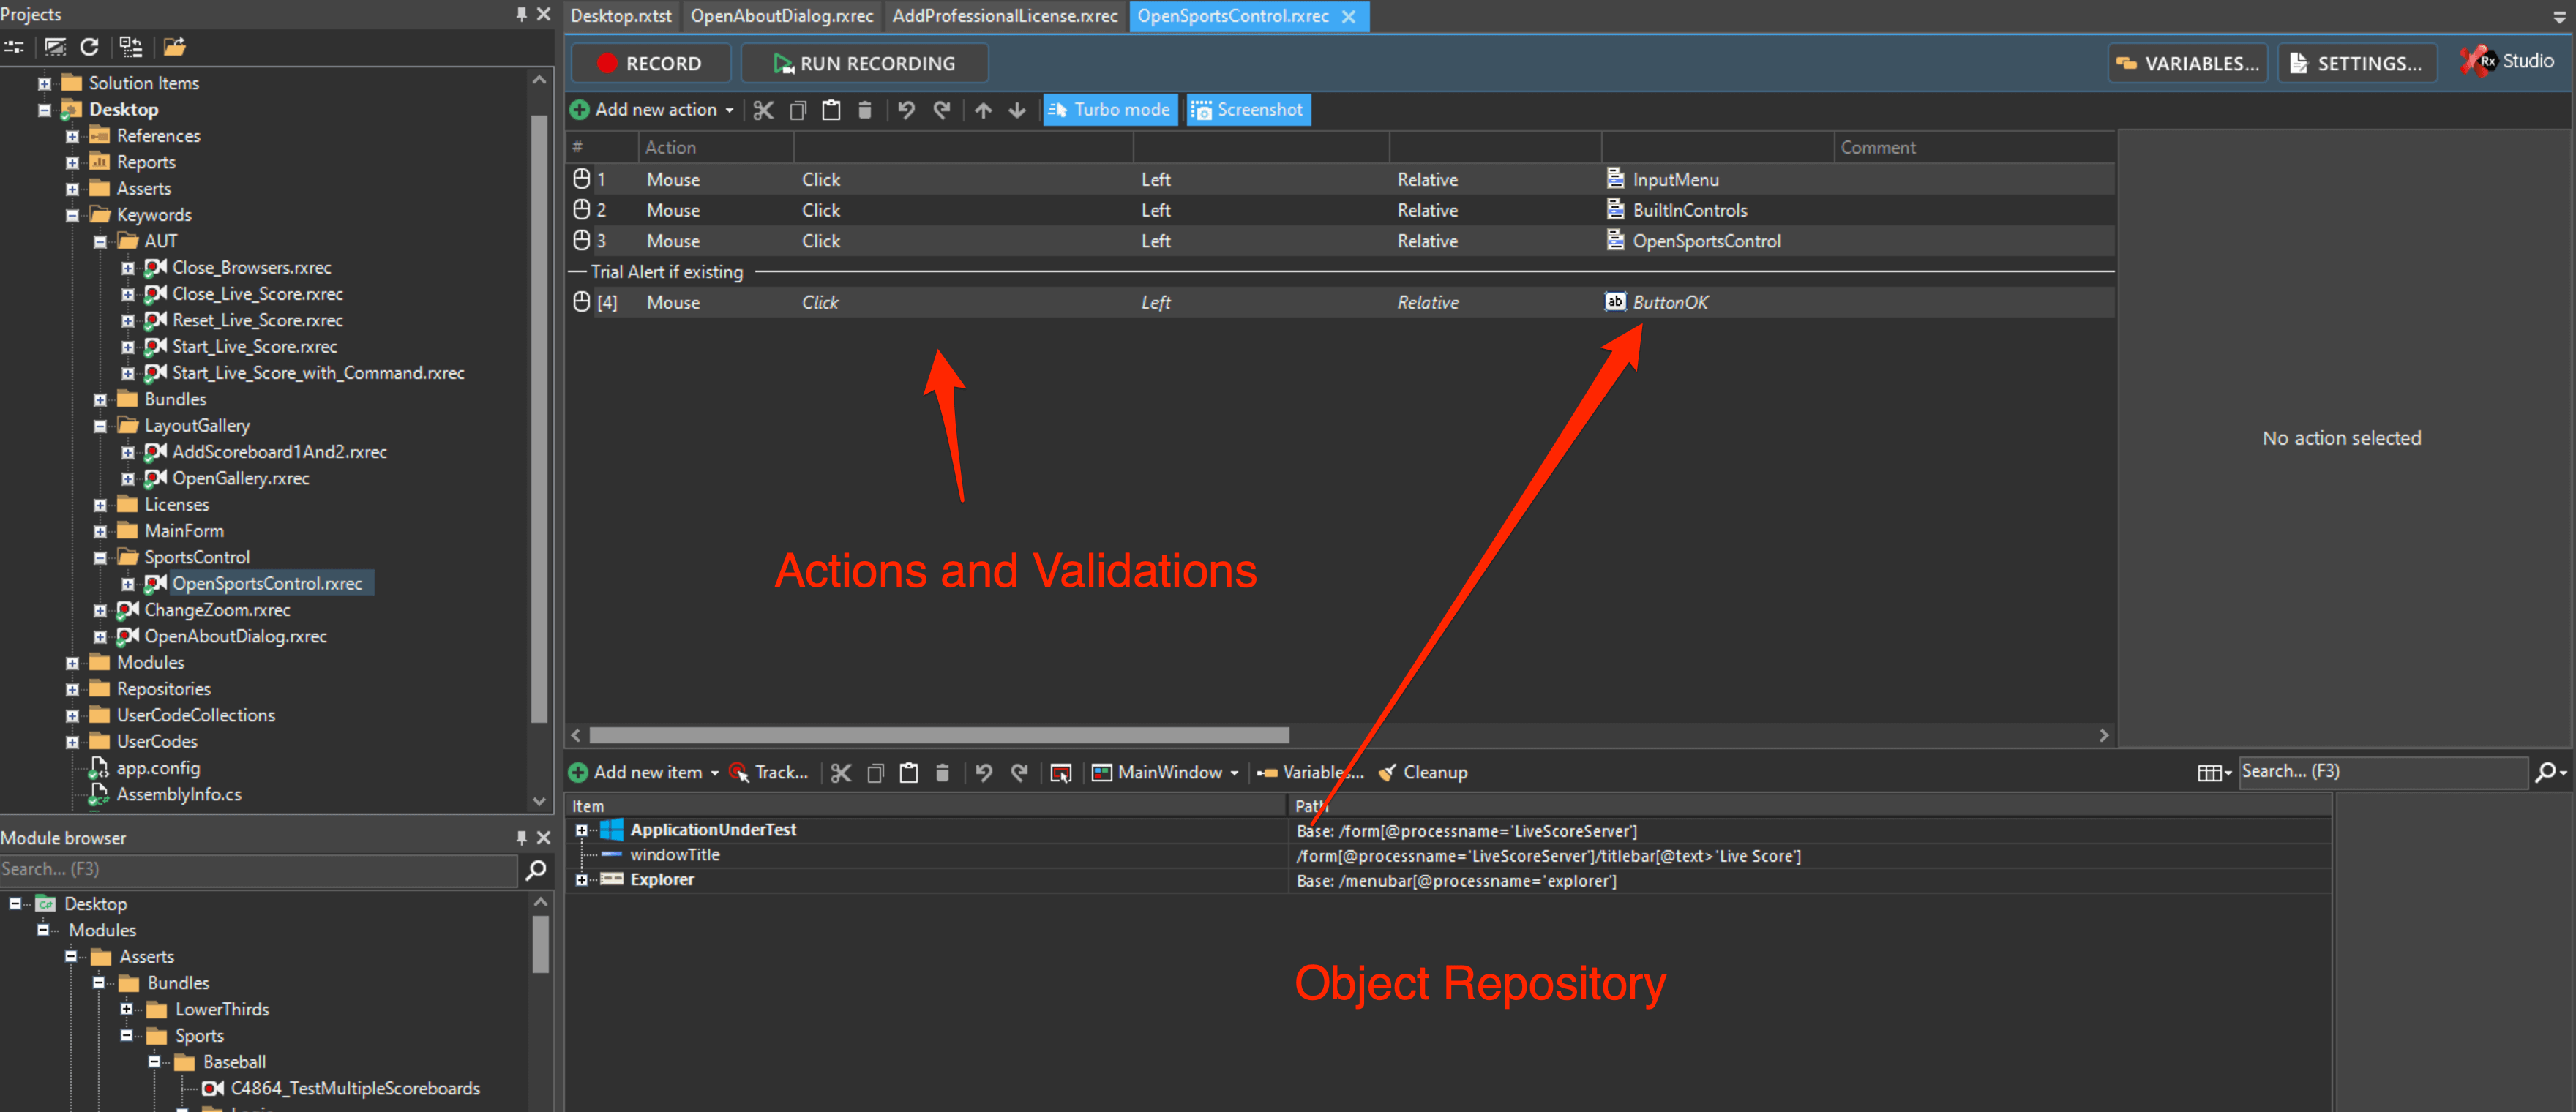 Projects
Solution Items
Desktop
References
Reports
Asserts
Keywords
AUT
Close_Browsers.rxrec
Close_Live_Score.rxrec
Reset_Live_Score.rxrec
Start_Live_Score.rxrec
Start_Live_Score_with_Command.rxrec
Bundles
LayoutGallery
AddScoreboard1And2.rxrec
OpenGallery.rxrec
Licenses
MainForm
SportsControl
OpenSportsControl.rxrec
ChangeZoom.rxrec
OpenAboutDialog.rxrec
Modules
Repositories
UserCodeCollections
UserCodes
app.config
AssemblyInfo.cs
Module browser
Search... (F3)
Desktop
Modules
Asserts
Bundles
LowerThirds
Sports
Baseball
C4864_TestMultipleScoreboards
Desktop.rxtst OpenAboutDialog.rxrec AddProfessionalLicense.rxrec OpenSportsControl.rxrec
RECORD RUN RECORDING VARIABLES... SETTINGS... Rx Studio
Add new action Turbo mode Screenshot
# Action Comment
1 Mouse Click Left Relative InputMenu
2 Mouse Click Left Relative BuiltInControls
3 Mouse Click Left Relative OpenSportsControl
Trial Alert if existing
[4] Mouse Click Left Relative ab ButtonOK
No action selected
Actions and Validations
Add new item Track... MainWindow Variables... Cleanup Search... (F3)
Item Path
ApplicationUnderTest Base: /form[@processname='LiveScoreServer']
windowTitle /form[@processname='LiveScoreServer']/titlebar[@text>'Live Score']
Explorer Base: /menubar[@processname='explorer']
Object Repository